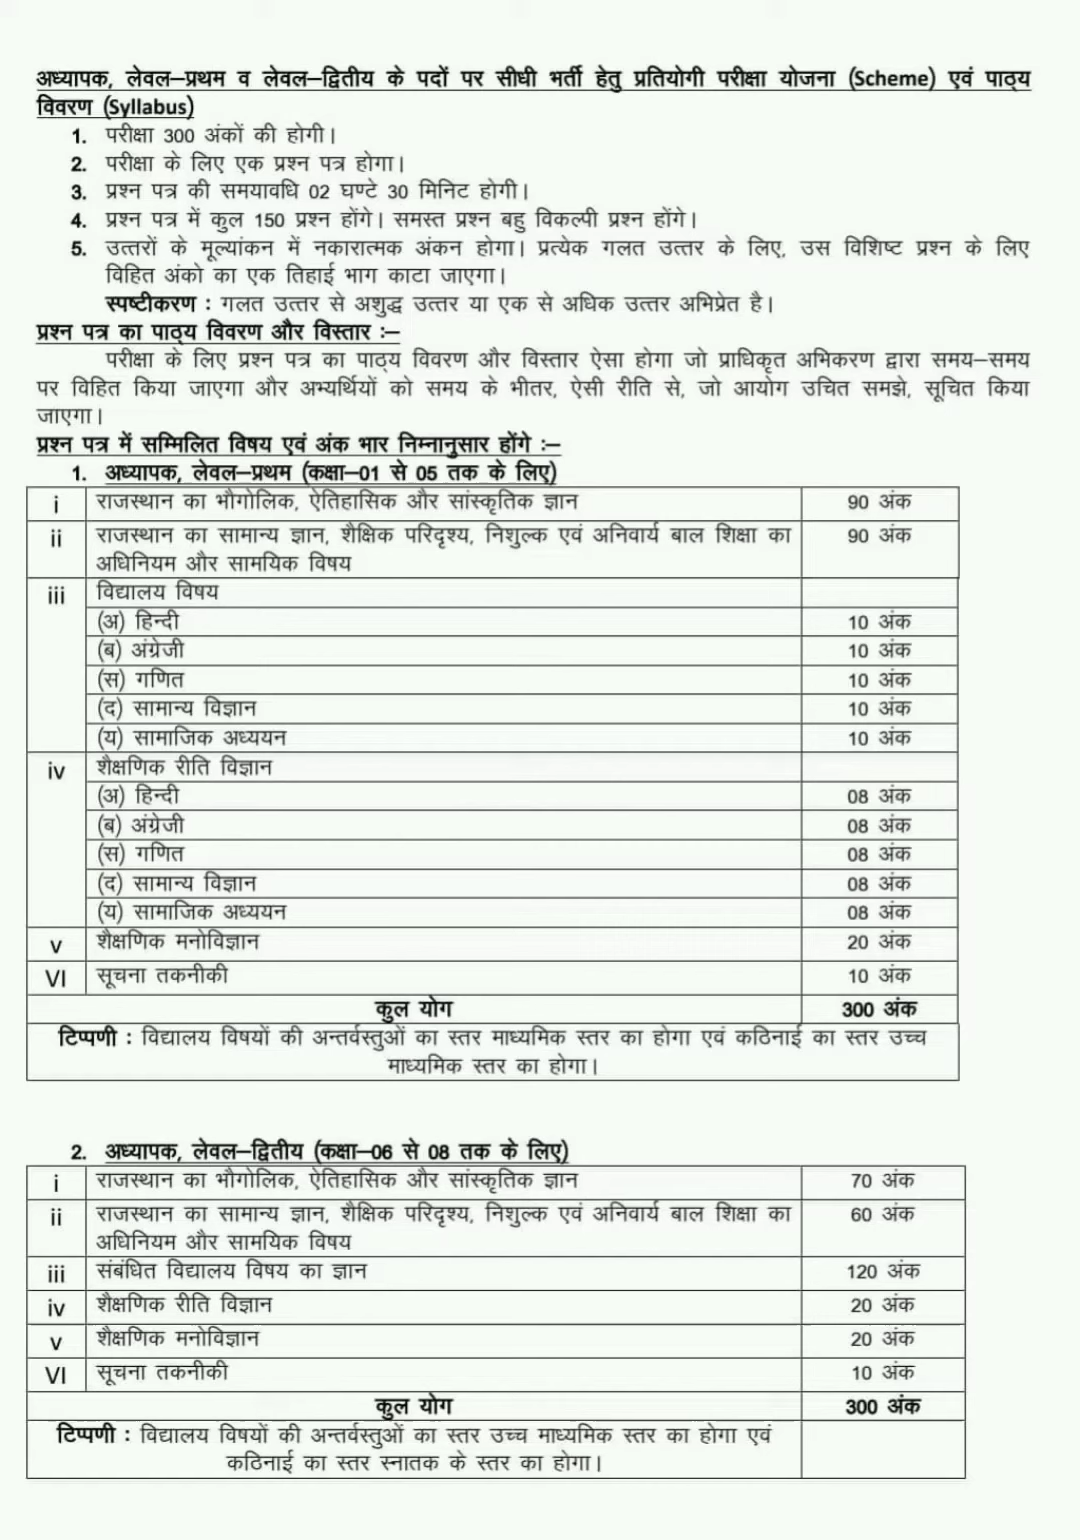 अध्यापक, लेवल–प्रथम व लेवल–द्वितीय के पदों पर सीधी भर्ती हेतु प्रतियोगी परीक्षा योजना (Scheme) एवं पाठ्य
विवरण (Syllabus)
1. परीक्षा 300 अंकों की होगी।
2. परीक्षा के लिए एक प्रश्न पत्र होगा।
3. प्रश्न पत्र की समयावधि 02 घण्टे 30 मिनिट होगी।
4. प्रश्न पत्र में कुल 150 प्रश्न होंगे। समस्त प्रश्न बहु विकल्पी प्रश्न होंगे।
5. उत्तरों के मूल्यांकन में नकारात्मक अंकन होगा। प्रत्येक गलत उत्तर के लिए, उस विशिष्ट प्रश्न के लिए
विहित अंको का एक तिहाई भाग काटा जाएगा।
स्पष्टीकरण : गलत उत्तर से अशुद्ध उत्तर या एक से अधिक उत्तर अभिप्रेत है।
प्रश्न पत्र का पाठ्य विवरण और विस्तार :–
परीक्षा के लिए प्रश्न पत्र का पाठ्य विवरण और विस्तार ऐसा होगा जो प्राधिकृत अभिकरण द्वारा समय–समय
पर विहित किया जाएगा और अभ्यर्थियों को समय के भीतर, ऐसी रीति से, जो आयोग उचित समझे, सूचित किया
जाएगा।
प्रश्न पत्र में सम्मिलित विषय एवं अंक भार निम्नानुसार होंगे :–
1. अध्यापक, लेवल–प्रथम (कक्षा–01 से 05 तक के लिए)
i राजस्थान का भौगोलिक, ऐतिहासिक और सांस्कृतिक ज्ञान 90 अंक
ii राजस्थान का सामान्य ज्ञान, शैक्षिक परिदृश्य, निशुल्क एवं अनिवार्य बाल शिक्षा का 90 अंक
अधिनियम और सामयिक विषय
iii विद्यालय विषय
(अ) हिन्दी 10 अंक
(ब) अंग्रेजी 10 अंक
(स) गणित 10 अंक
(द) सामान्य विज्ञान 10 अंक
(य) सामाजिक अध्ययन 10 अंक
iv शैक्षणिक रीति विज्ञान
(अ) हिन्दी 08 अंक
(ब) अंग्रेजी 08 अंक
(स) गणित 08 अंक
(द) सामान्य विज्ञान 08 अंक
(य) सामाजिक अध्ययन 08 अंक
v शैक्षणिक मनोविज्ञान 20 अंक
VI सूचना तकनीकी 10 अंक
कुल योग 300 अंक
टिप्पणी : विद्यालय विषयों की अन्तर्वस्तुओं का स्तर माध्यमिक स्तर का होगा एवं कठिनाई का स्तर उच्च
माध्यमिक स्तर का होगा।
2. अध्यापक, लेवल–द्वितीय (कक्षा–06 से 08 तक के लिए)
i राजस्थान का भौगोलिक, ऐतिहासिक और सांस्कृतिक ज्ञान 70 अंक
ii राजस्थान का सामान्य ज्ञान, शैक्षिक परिदृश्य, निशुल्क एवं अनिवार्य बाल शिक्षा का 60 अंक
अधिनियम और सामयिक विषय
iii संबंधित विद्यालय विषय का ज्ञान 120 अंक
iv शैक्षणिक रीति विज्ञान 20 अंक
v शैक्षणिक मनोविज्ञान 20 अंक
VI सूचना तकनीकी 10 अंक
कुल योग 300 अंक
टिप्पणी : विद्यालय विषयों की अन्तर्वस्तुओं का स्तर उच्च माध्यमिक स्तर का होगा एवं
कठिनाई का स्तर स्नातक के स्तर का होगा।